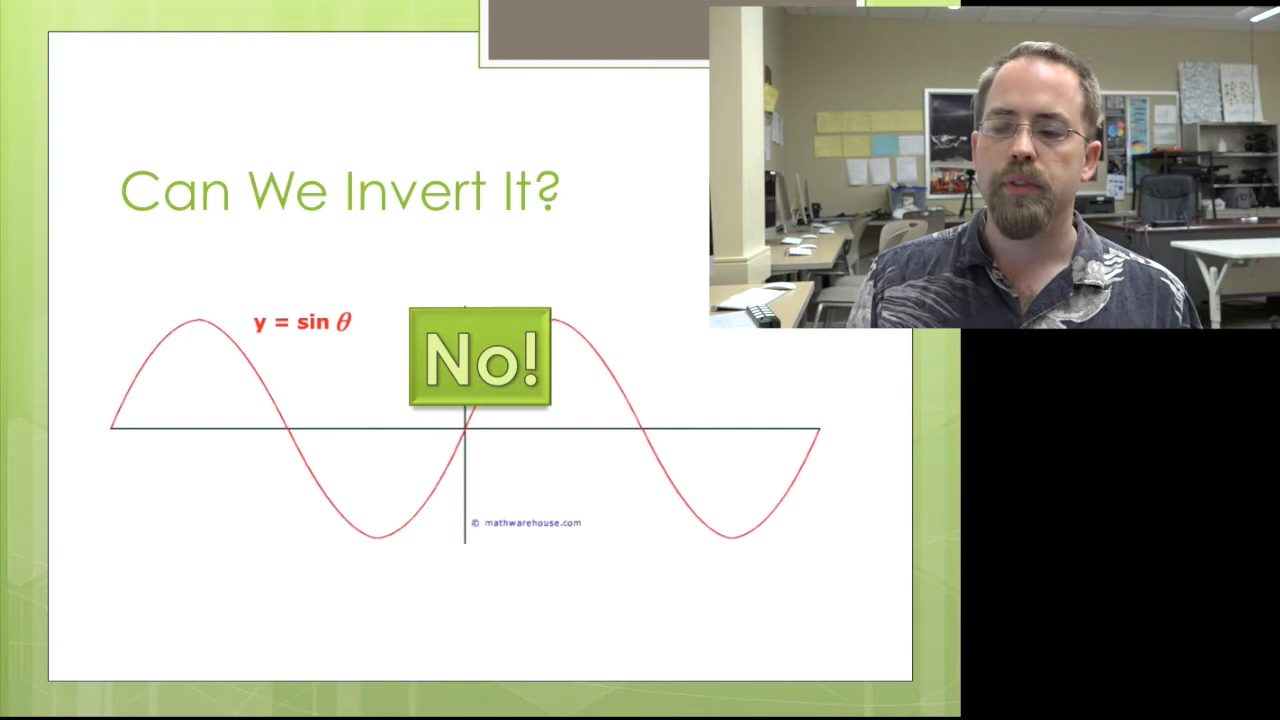 Can We Invert It?
y = sin θ
No!
© mathwarehouse.com